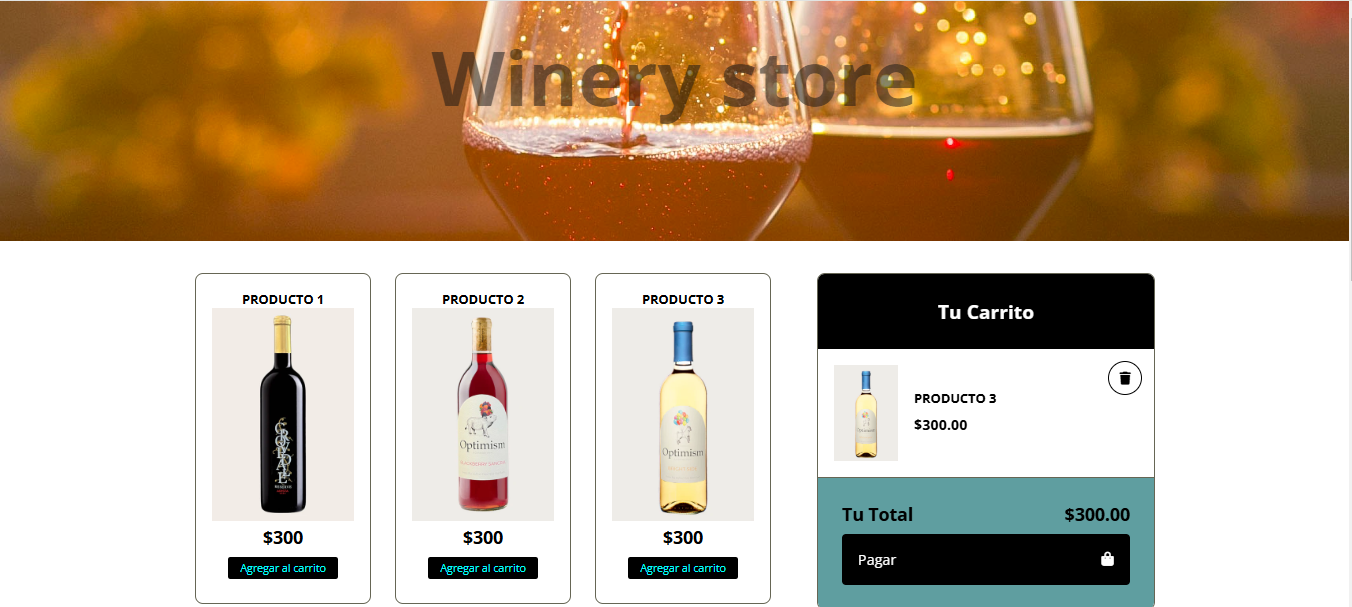 Winery store
PRODUCTO 1
PRODUCTO 2
PRODUCTO 3
Optimism
Optimism
$300
$300
$300
Agregar al carrito
Agregar al carrito
Agregar al carrito
Tu Carrito
PRODUCTO 3
$300.00
Tu Total
$300.00
Pagar